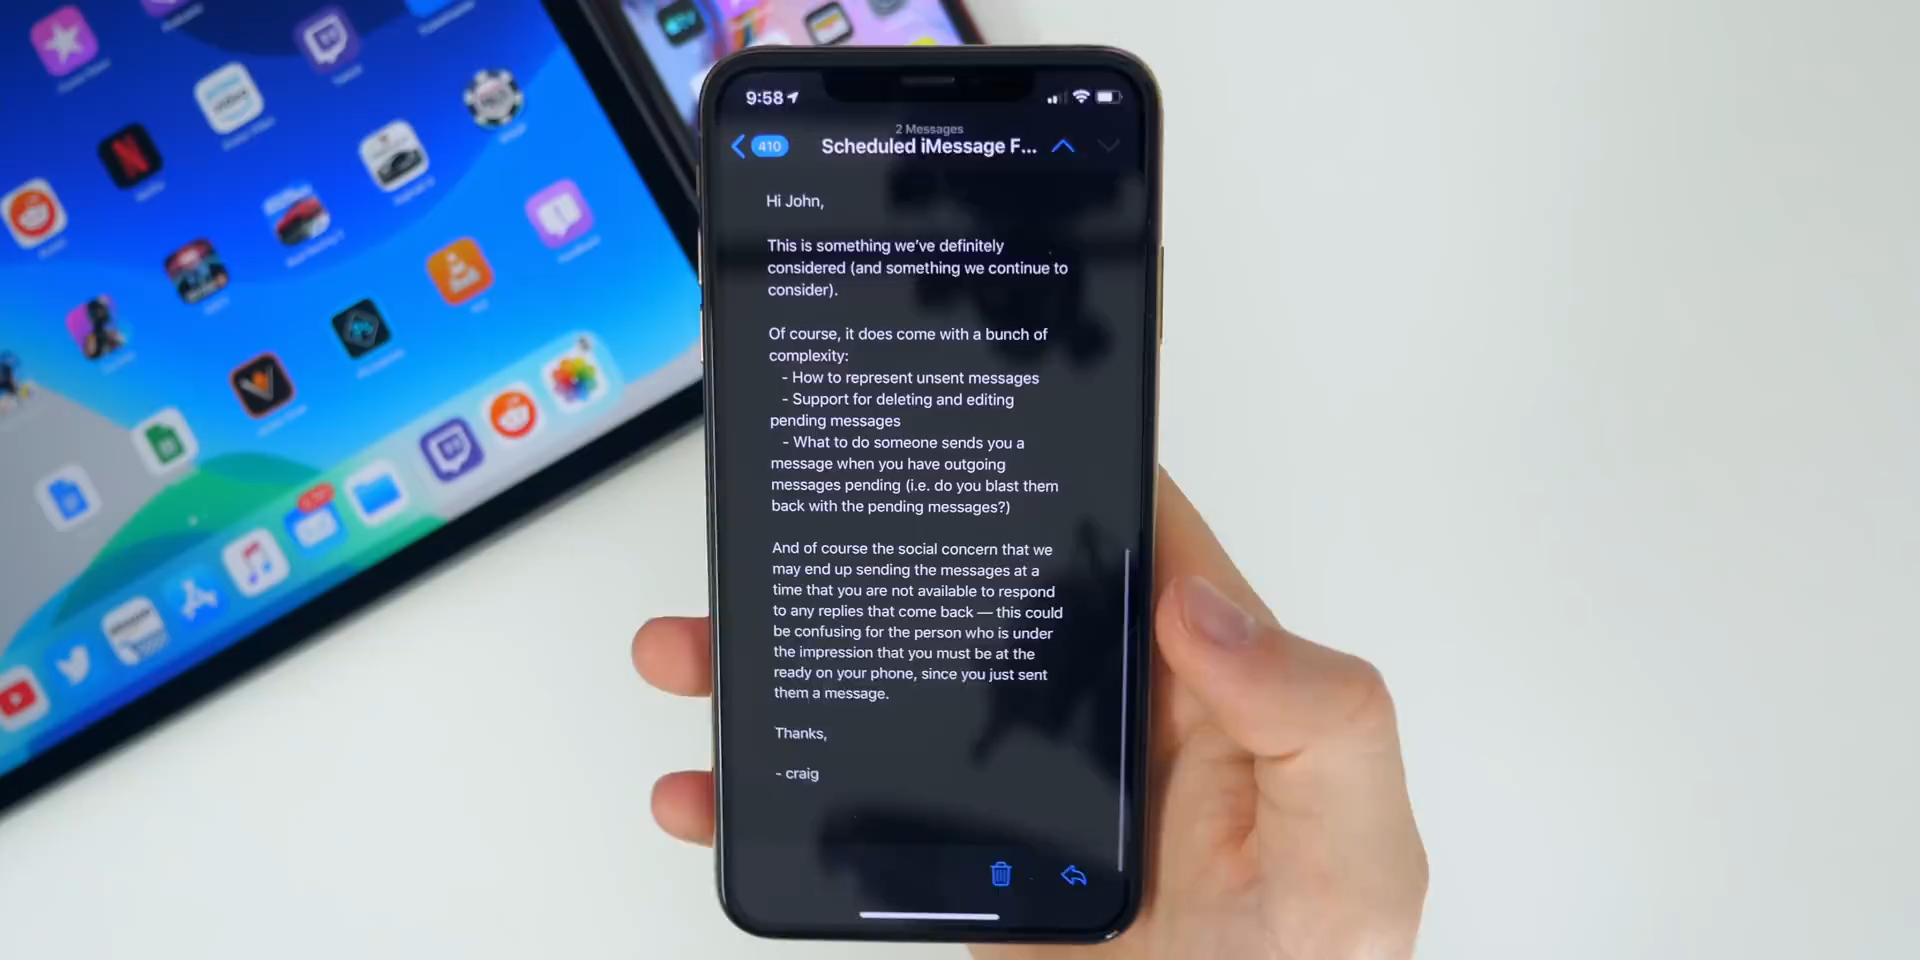 9:58
2 Messages
410
Scheduled iMessage F...
Hi John,
This is something we've definitely
considered (and something we continue to
consider).
Of course, it does come with a bunch of
complexity:
- How to represent unsent messages
- Support for deleting and editing
pending messages
- What to do someone sends you a
message when you have outgoing
messages pending (i.e. do you blast them
back with the pending messages?)
And of course the social concern that we
may end up sending the messages at a
time that you are not available to respond
to any replies that come back — this could
be confusing for the person who is under
the impression that you must be at the
ready on your phone, since you just sent
them a message.
Thanks,
- craig